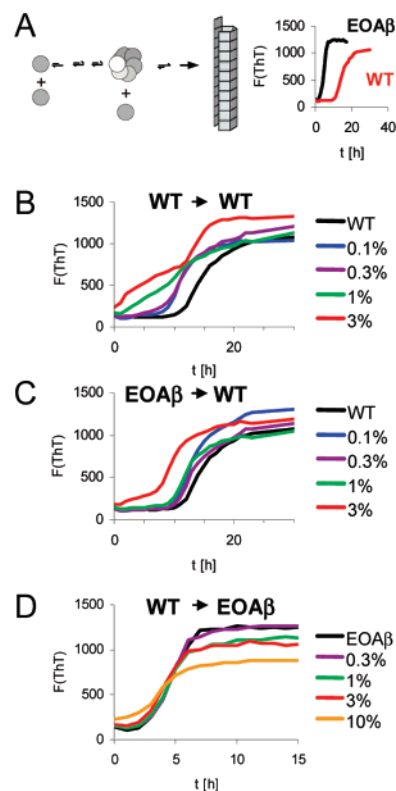 A
+
+
F(ThT)
1500
1000
500
0
0 20 40
t [h]
EOAβ
WT
B
WT → WT
F(ThT)
1500
1000
500
0
0 20
t [h]
WT
0.1%
0.3%
1%
3%
C
EOAβ → WT
F(ThT)
1500
1000
500
0
0 20
t [h]
WT
0.1%
0.3%
1%
3%
D
WT → EOAβ
F(ThT)
1500
1000
500
0
0 5 10 15
t [h]
EOAβ
0.3%
1%
3%
10%